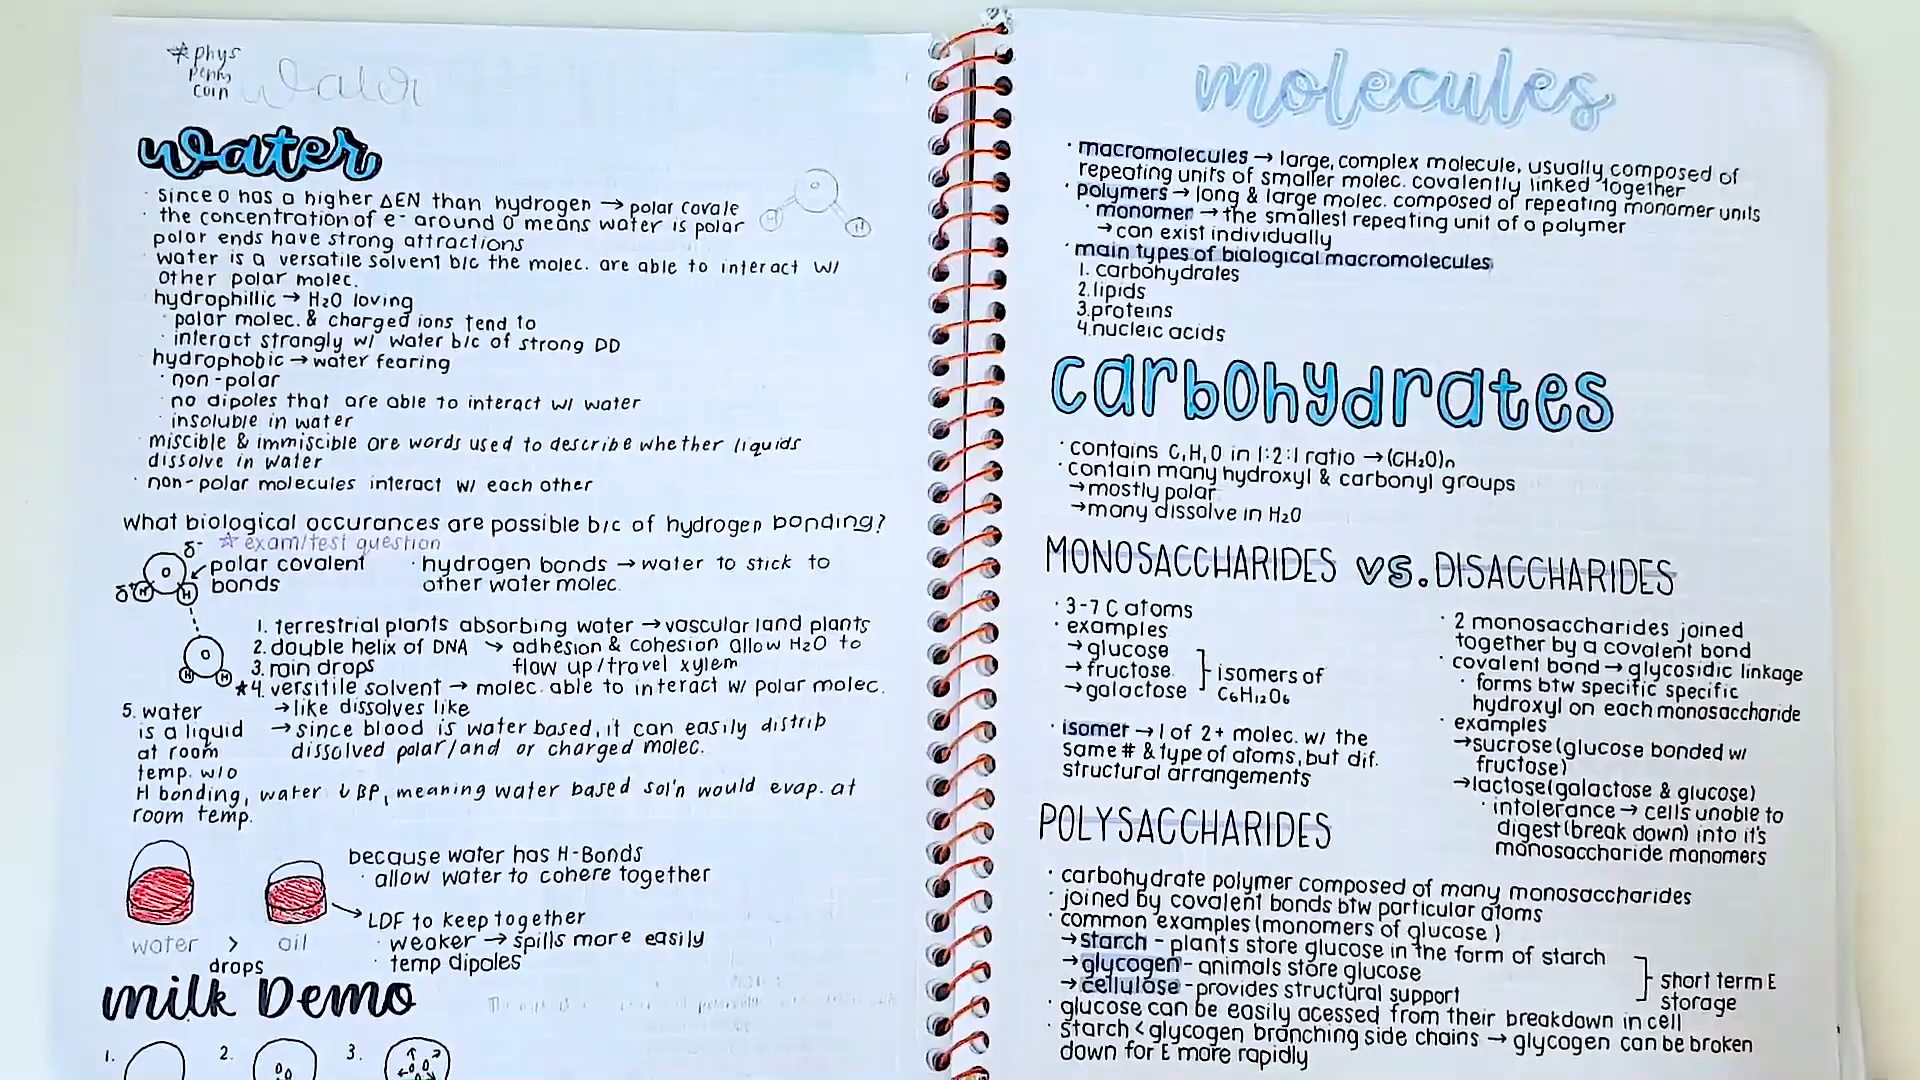 *phys
penny
coin
water
water
· since O has a higher ΔEN than hydrogen → polar covale
· the concentration of e⁻ around O means water is polar
polar ends have strong attractions
water is a versatile solvent b/c the molec. are able to interact w/
other polar molec.
hydrophillic → H₂O loving
· polar molec. & charged ions tend to
· interact strongly w/ water b/c of strong DD
hydrophobic → water fearing
· non-polar
· no dipoles that are able to interact w/ water
· insoluble in water
miscible & immiscible are words used to describe whether liquids
dissolve in water
· non-polar molecules interact w/ each other
O
H H
What biological occurances are possible b/c of hydrogen bonding?
☆ exam/test question
δ-
δ+
O
H H
polar covalent
bonds
· hydrogen bonds → water to stick to
other water molec.
O
H H
1. terrestrial plants absorbing water → vascular land plants
2. double helix of DNA → adhesion & cohesion allow H₂O to
3. rain drops flow up/travel xylem
★4. versitile solvent → molec. able to interact w/ polar molec.
→ like dissolves like
→ since blood is water based, it can easily distrib
dissolved polar/and or charged molec.
5. water
is a liquid
at room
temp. w/o
H bonding, water ↓ BP, meaning water based sol'n would evap. at
room temp.
because water has H-Bonds
· allow water to cohere together
→ LDF to keep together
· weaker → spills more easily
· temp dipoles
water > oil
drops
milk Demo
1. 2. 3.
molecules
· macromolecules → large, complex molecule, usually composed of
repeating units of smaller molec. covalently linked together
· polymers → long & large molec. composed of repeating monomer units
· monomer → the smallest repeating unit of a polymer
→ can exist individually
· main types of biological macromolecules
1. carbohydrates
2. lipids
3. proteins
4. nucleic acids
carbohydrates
· contains C, H, O in 1:2:1 ratio → (CH₂O)n
· contain many hydroxyl & carbonyl groups
→ mostly polar
→ many dissolve in H₂O
MONOSACCHARIDES VS. DISACCHARIDES
· 3-7 C atoms
· examples
→ glucose
→ fructose
→ galactose
isomers of
C₆H₁₂O₆
· isomer → 1 of 2+ molec. w/ the
same # & type of atoms, but dif.
structural arrangements
· 2 monosaccharides joined
together by a covalent bond
· covalent bond → glycosidic linkage
· forms btw specific specific
hydroxyl on each monosaccharide
· examples
→ sucrose (glucose bonded w/
fructose)
→ lactose (galactose & glucose)
· intolerance → cells unable to
digest (break down) into it's
monosaccharide monomers
POLYSACCHARIDES
· carbohydrate polymer composed of many monosaccharides
· joined by covalent bonds btw particular atoms
· common examples (monomers of glucose)
→ starch - plants store glucose in the form of starch
→ glycogen - animals store glucose
→ cellulose - provides structural support
short term E
storage
· glucose can be easily acessed from their breakdown in cell
· starch < glycogen branching side chains → glycogen can be broken
down for E more rapidly